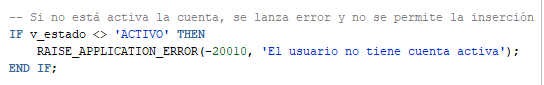 -- Si no está activa la cuenta, se lanza error y no se permite la inserción
IF v_estado <> 'ACTIVO' THEN
    RAISE_APPLICATION_ERROR(-20010, 'El usuario no tiene cuenta activa');
END IF;